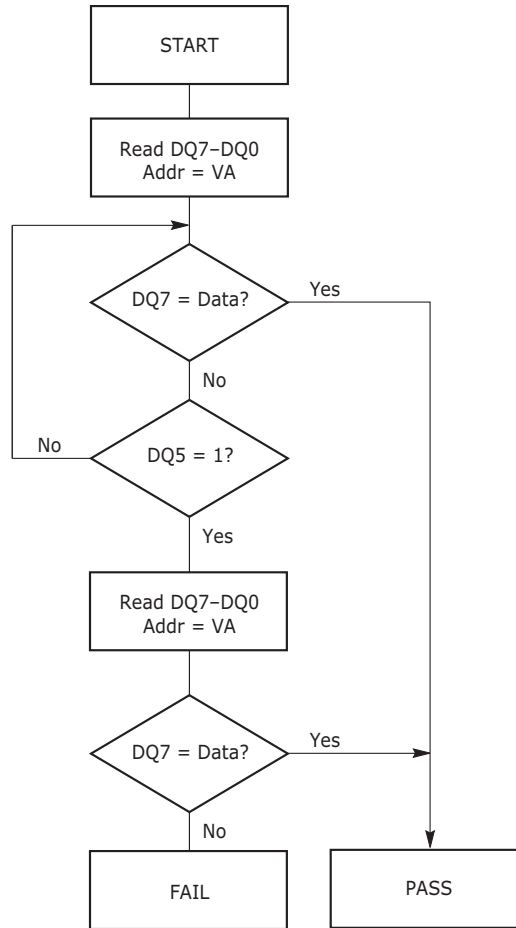 START
Read DQ7–DQ0
Addr = VA
DQ7 = Data?
Yes
No
No
DQ5 = 1?
Yes
Read DQ7–DQ0
Addr = VA
DQ7 = Data?
Yes
No
FAIL
PASS